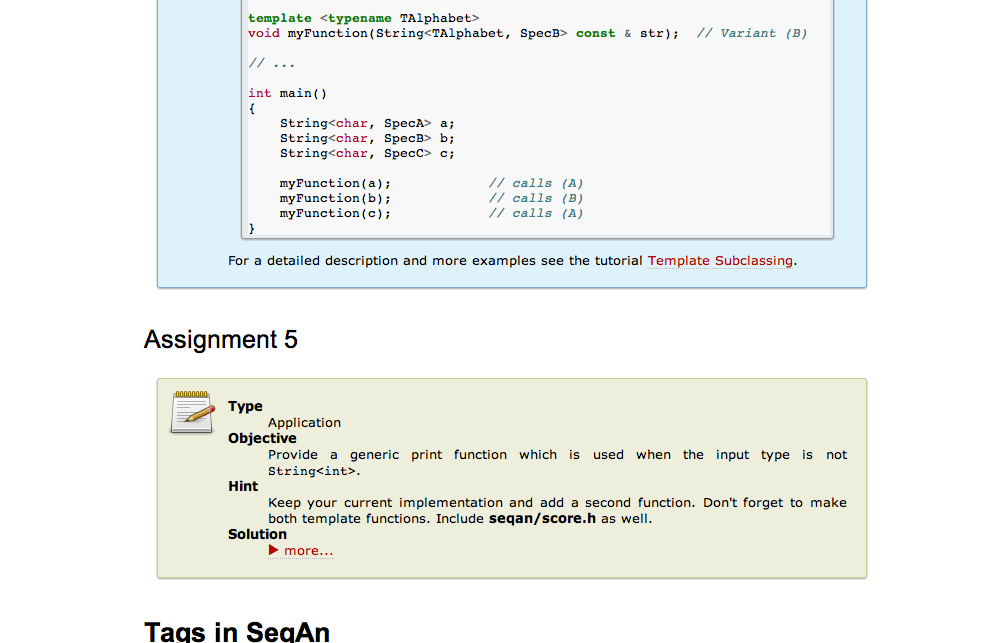 template <typename TAlphabet>
void myFunction(String<TAlphabet, SpecB> const & str);  // Variant (B)
// ...
int main()
{
    String<char, SpecA> a;
    String<char, SpecB> b;
    String<char, SpecC> c;
    myFunction(a);            // calls (A)
    myFunction(b);            // calls (B)
    myFunction(c);            // calls (A)
}
For a detailed description and more examples see the tutorial Template Subclassing.
Assignment 5
Type
Application
Objective
Provide a generic print function which is used when the input type is not
String<int>.
Hint
Keep your current implementation and add a second function. Don't forget to make
both template functions. Include seqan/score.h as well.
Solution
more...
Tags in SeqAn